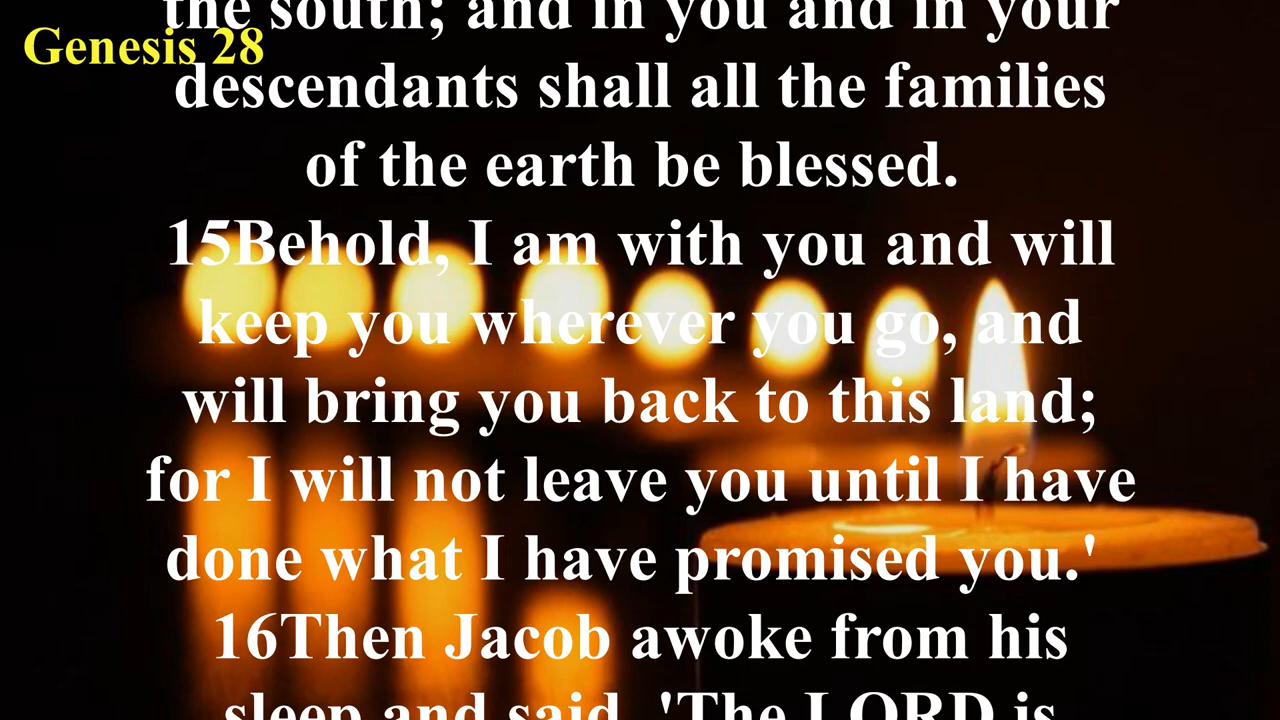 the south; and in you and in your
Genesis 28
descendants shall all the families
of the earth be blessed.
15Behold, I am with you and will
keep you wherever you go, and
will bring you back to this land;
for I will not leave you until I have
done what I have promised you.'
16Then Jacob awoke from his
sleep and said, 'The LORD is